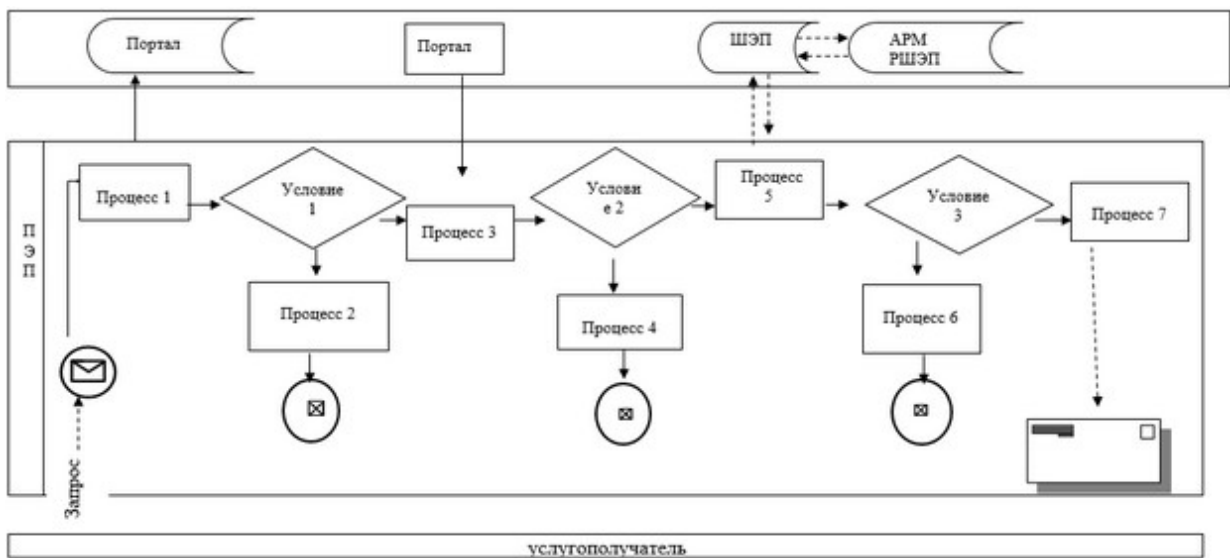 Портал
Портал
ШЭП
АРМ
РШЭП
ПЭП
Процесс 1
Условие
1
Процесс 3
Услови
е 2
Процесс
5
Условие
3
Процесс 7
Процесс 2
Процесс 4
Процесс 6
Запрос
услугополучатель